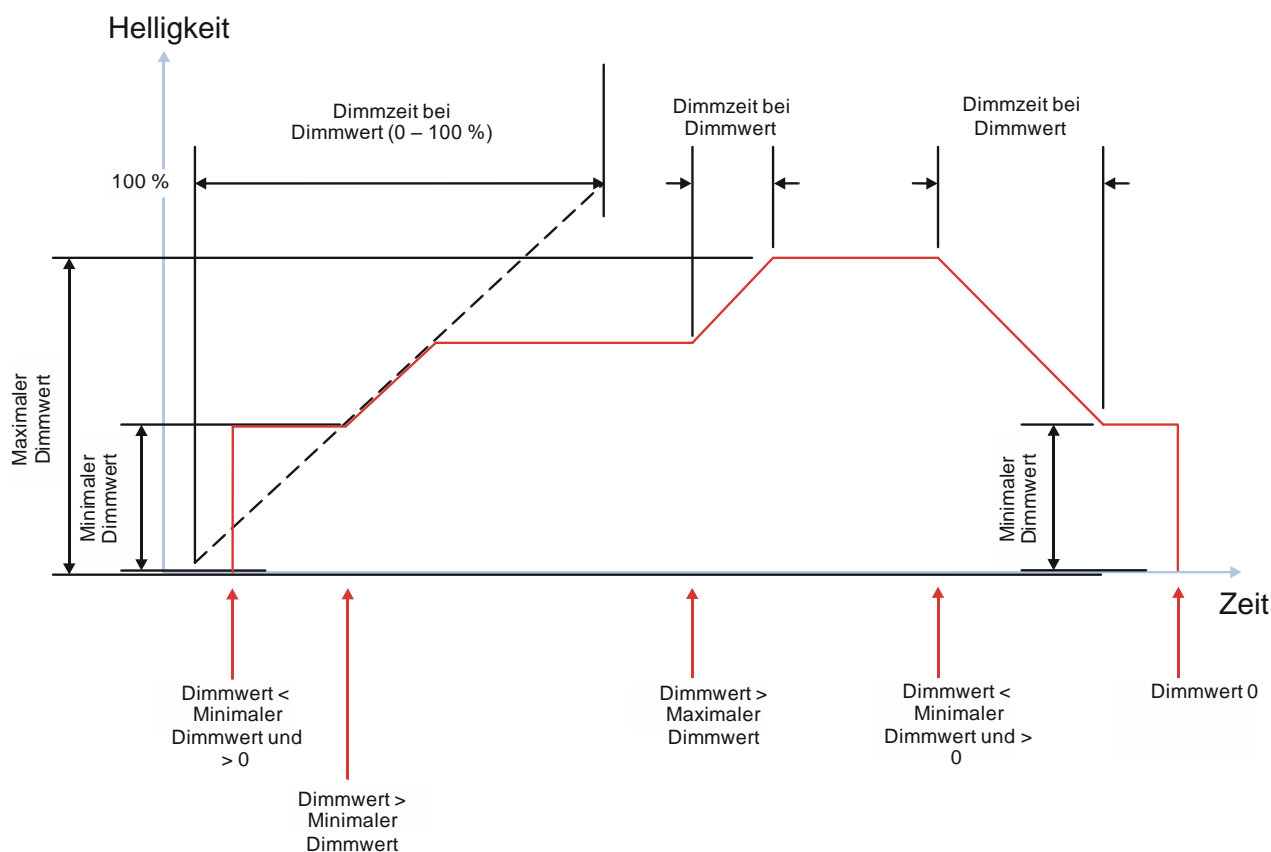 Helligkeit
Dimmzeit bei
Dimmwert (0 – 100 %)
Dimmzeit bei
Dimmwert
Dimmzeit bei
Dimmwert
100 %
Maximaler
Dimmwert
Minimaler
Dimmwert
Minimaler
Dimmwert
Zeit
Dimmwert <
Minimaler
Dimmwert und
> 0
Dimmwert >
Minimaler
Dimmwert
Dimmwert >
Maximaler
Dimmwert
Dimmwert <
Minimaler
Dimmwert und >
0
Dimmwert 0